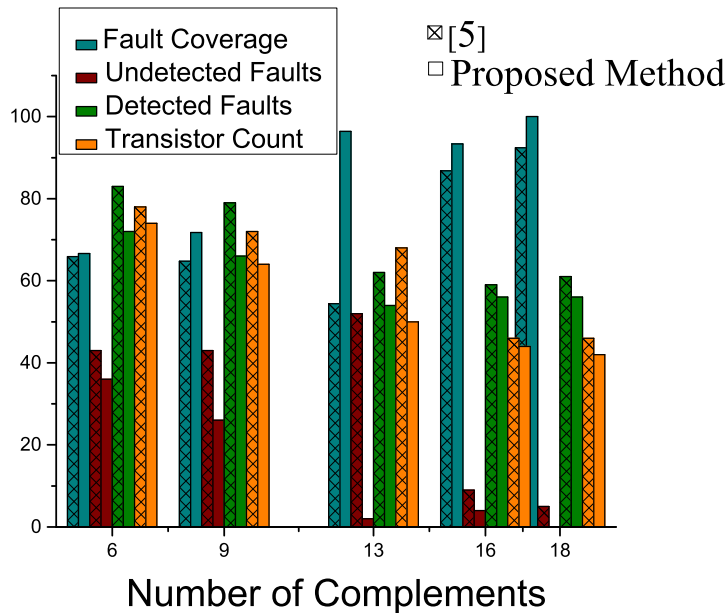 Fault Coverage
Undetected Faults
Detected Faults
Transistor Count
[5]
Proposed Method
100
80
60
40
20
0
6
9
13
16
18
Number of Complements